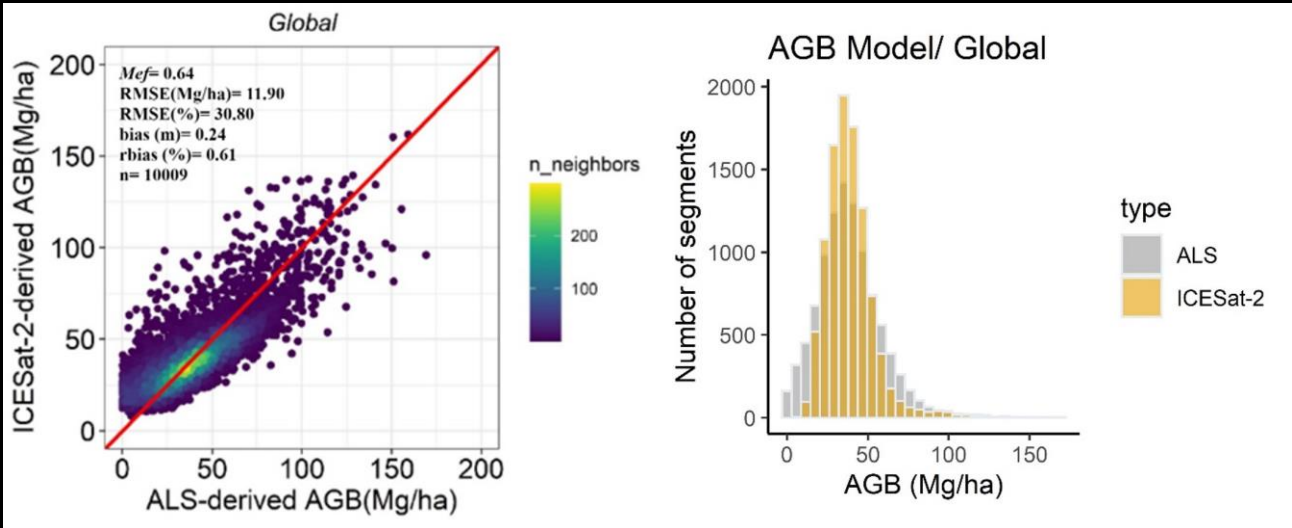 Global
Mef= 0.64
RMSE(Mg/ha)= 11.90
RMSE(%)= 30.80
bias (m)= 0.24
rbias (%)= 0.61
n= 10009
200
150
100
50
0
ICESat-2-derived AGB(Mg/ha)
0 50 100 150 200
ALS-derived AGB(Mg/ha)
n_neighbors
200
100
AGB Model/ Global
2000
1500
1000
500
0
Number of segments
0 50 100 150
AGB (Mg/ha)
type
ALS
ICESat-2